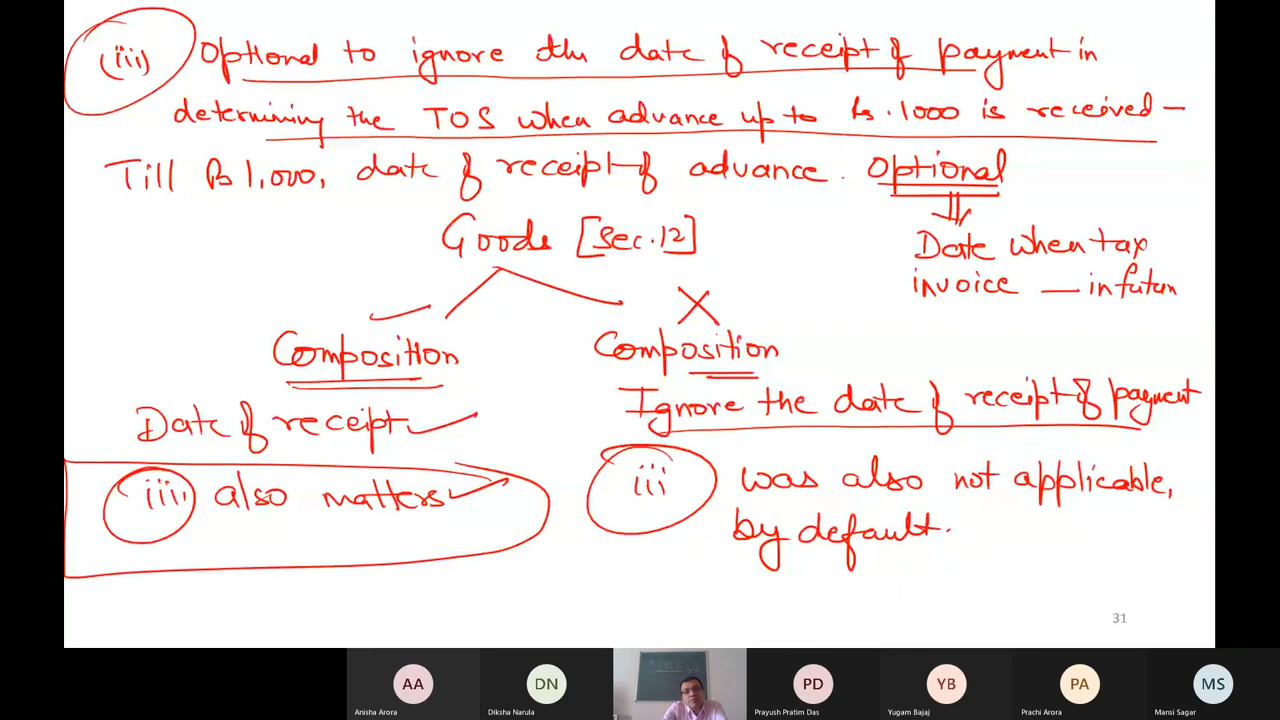 (iii) Optional to ignore the date of receipt of payment in
determining the TOS when advance up to Rs. 1000 is received –
Till Rs 1,000, date of receipt of advance. Optional
Goods [Sec. 12]
Date when tax
invoice — in futur
Composition
Composition
Ignore the date of receipt of payment
Date of receipt
iii was also not applicable,
iii, also matters
by default.
31
AA
DN
PD
YB
PA
MS
Anisha Arora
Diksha Narula
Prayush Pratim Das
Yugam Bajaj
Prachi Arora
Mansi Sagar